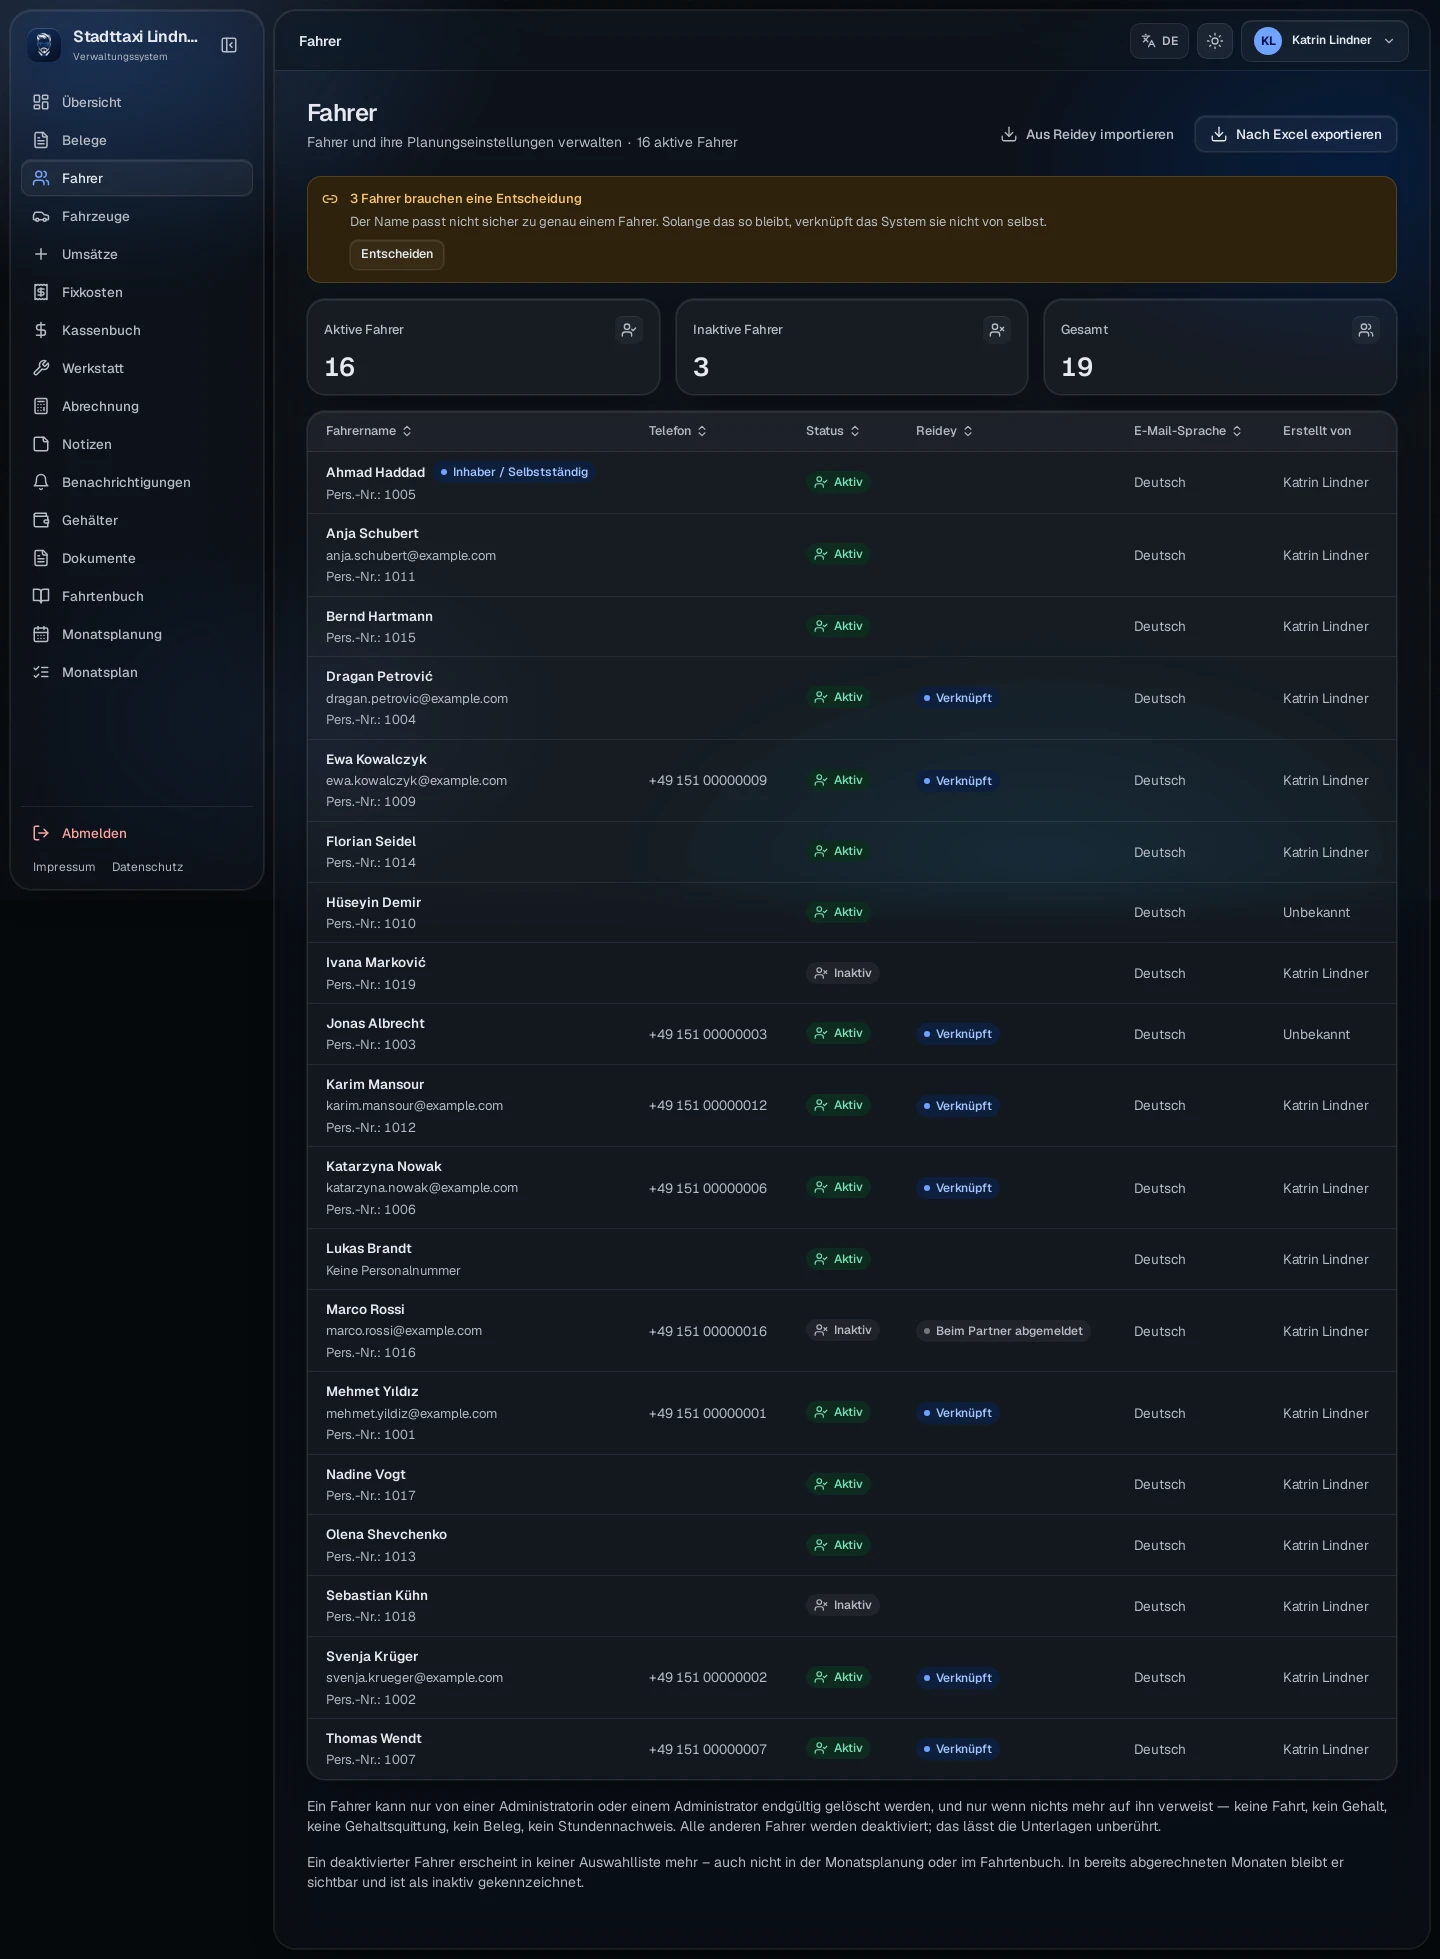 Stadttaxi Lindn...
Verwaltungssystem
Übersicht
Belege
Fahrer
Fahrzeuge
Umsätze
Fixkosten
Kassenbuch
Werkstatt
Abrechnung
Notizen
Benachrichtigungen
Gehälter
Dokumente
Fahrtenbuch
Monatsplanung
Monatsplan
Abmelden
Impressum Datenschutz
Fahrer
DE
KL Katrin Lindner
Fahrer
Fahrer und ihre Planungseinstellungen verwalten · 16 aktive Fahrer
Aus Reidey importieren
Nach Excel exportieren
3 Fahrer brauchen eine Entscheidung
Der Name passt nicht sicher zu genau einem Fahrer. Solange das so bleibt, verknüpft das System sie nicht von selbst.
Entscheiden
Aktive Fahrer
16
Inaktive Fahrer
3
Gesamt
19
Fahrername Telefon Status Reidey E-Mail-Sprache Erstellt von
Ahmad Haddad Inhaber / Selbstständig
Pers.-Nr.: 1005
Aktiv Deutsch Katrin Lindner
Anja Schubert
anja.schubert@example.com
Pers.-Nr.: 1011
Aktiv Deutsch Katrin Lindner
Bernd Hartmann
Pers.-Nr.: 1015
Aktiv Deutsch Katrin Lindner
Dragan Petrović
dragan.petrovic@example.com
Pers.-Nr.: 1004
Aktiv Verknüpft Deutsch Katrin Lindner
Ewa Kowalczyk
ewa.kowalczyk@example.com
Pers.-Nr.: 1009
+49 151 00000009 Aktiv Verknüpft Deutsch Katrin Lindner
Florian Seidel
Pers.-Nr.: 1014
Aktiv Deutsch Katrin Lindner
Hüseyin Demir
Pers.-Nr.: 1010
Aktiv Deutsch Unbekannt
Ivana Marković
Pers.-Nr.: 1019
Inaktiv Deutsch Katrin Lindner
Jonas Albrecht
Pers.-Nr.: 1003
+49 151 00000003 Aktiv Verknüpft Deutsch Unbekannt
Karim Mansour
karim.mansour@example.com
Pers.-Nr.: 1012
+49 151 00000012 Aktiv Verknüpft Deutsch Katrin Lindner
Katarzyna Nowak
katarzyna.nowak@example.com
Pers.-Nr.: 1006
+49 151 00000006 Aktiv Verknüpft Deutsch Katrin Lindner
Lukas Brandt
Keine Personalnummer
Aktiv Deutsch Katrin Lindner
Marco Rossi
marco.rossi@example.com
Pers.-Nr.: 1016
+49 151 00000016 Inaktiv Beim Partner abgemeldet Deutsch Katrin Lindner
Mehmet Yıldız
mehmet.yildiz@example.com
Pers.-Nr.: 1001
+49 151 00000001 Aktiv Verknüpft Deutsch Katrin Lindner
Nadine Vogt
Pers.-Nr.: 1017
Aktiv Deutsch Katrin Lindner
Olena Shevchenko
Pers.-Nr.: 1013
Aktiv Deutsch Katrin Lindner
Sebastian Kühn
Pers.-Nr.: 1018
Inaktiv Deutsch Katrin Lindner
Svenja Krüger
svenja.krueger@example.com
Pers.-Nr.: 1002
+49 151 00000002 Aktiv Verknüpft Deutsch Katrin Lindner
Thomas Wendt
Pers.-Nr.: 1007
+49 151 00000007 Aktiv Verknüpft Deutsch Katrin Lindner
Ein Fahrer kann nur von einer Administratorin oder einem Administrator endgültig gelöscht werden, und nur wenn nichts mehr auf ihn verweist — keine Fahrt, kein Gehalt,
keine Gehaltsquittung, kein Beleg, kein Stundennachweis. Alle anderen Fahrer werden deaktiviert; das lässt die Unterlagen unberührt.
Ein deaktivierter Fahrer erscheint in keiner Auswahlliste mehr – auch nicht in der Monatsplanung oder im Fahrtenbuch. In bereits abgerechneten Monaten bleibt er
sichtbar und ist als inaktiv gekennzeichnet.